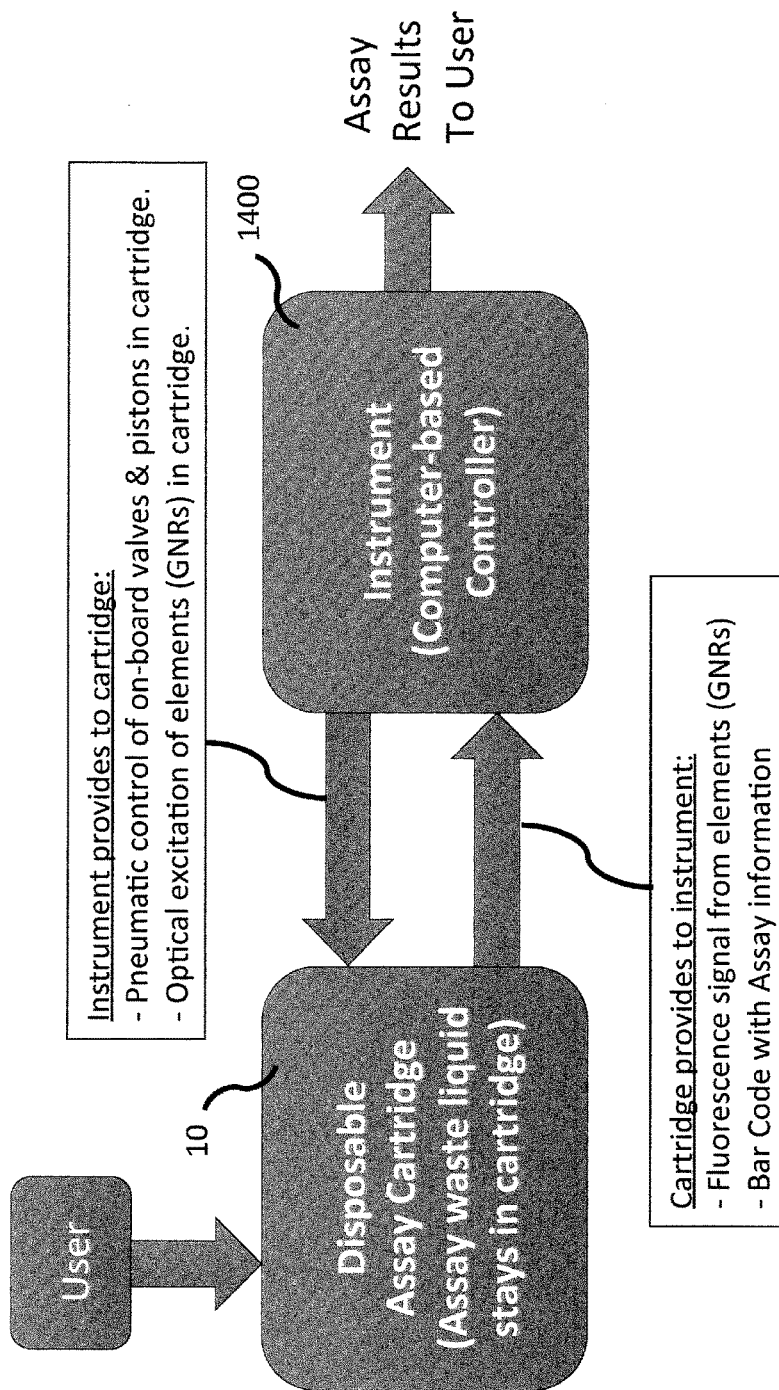 User
10
Disposable
Assay Cartridge
(Assay waste liquid
stays in cartridge)
Instrument provides to cartridge:
- Pneumatic control of on-board valves & pistons in cartridge.
- Optical excitation of elements (GNRs) in cartridge.
1400
Instrument
(Computer-based
Controller)
Assay
Results
To User
Cartridge provides to instrument:
- Fluorescence signal from elements (GNRs)
- Bar Code with Assay information